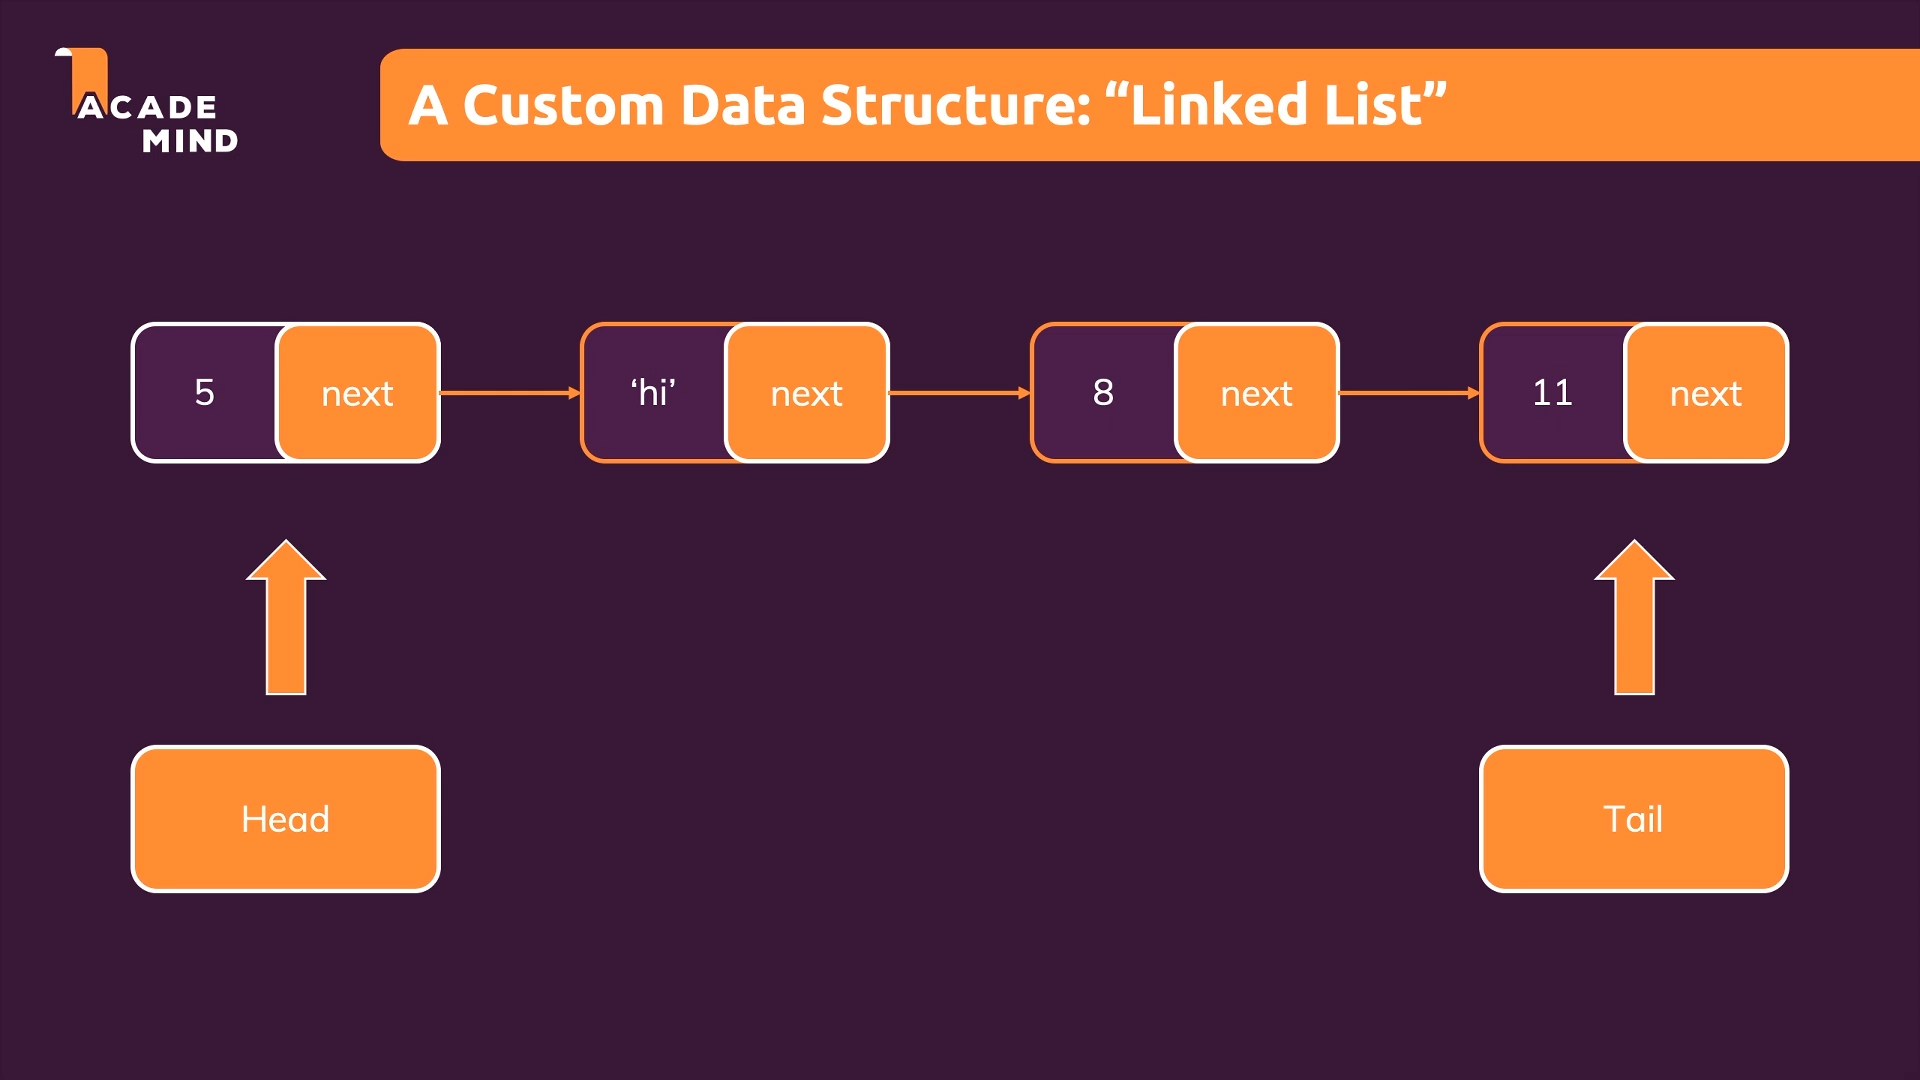 ACADE
MIND
A Custom Data Structure: “Linked List”
5 next ‘hi’ next 8 next 11 next
Head Tail